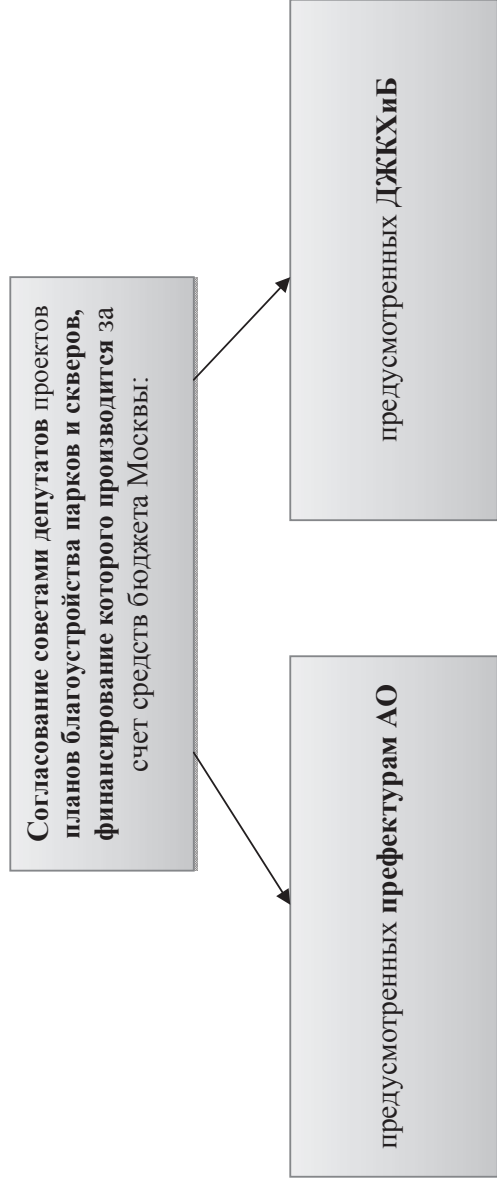 Согласование советами депутатов проектов
планов благоустройства парков и скверов,
финансирование которого производится за
счет средств бюджета Москвы:
предусмотренных префектурам АО
предусмотренных ДЖКХиБ